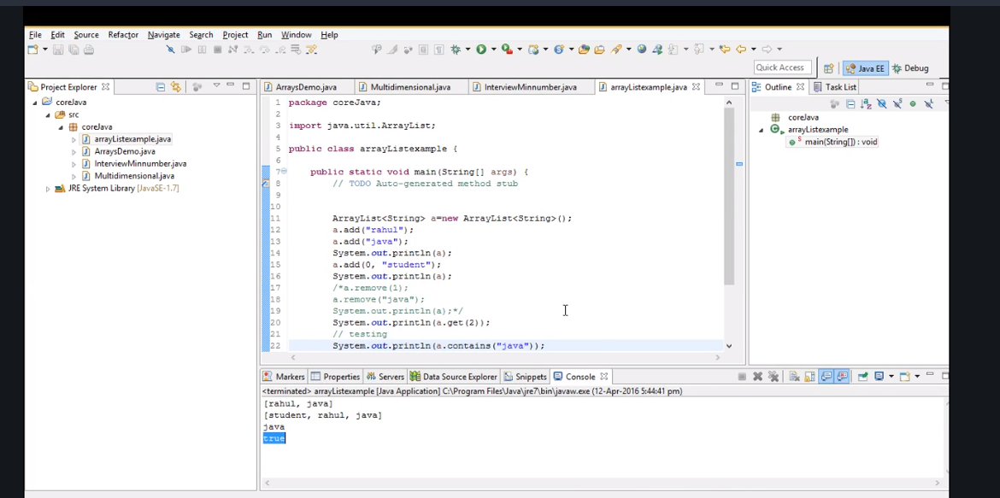 File Edit Source Refactor Navigate Search Project Run Window Help
Quick Access
Java EE
Debug
Project Explorer
coreJava
src
coreJava
arrayListexample.java
ArraysDemo.java
InterviewMinnumber.java
Multidimensional.java
JRE System Library [JavaSE-1.7]
ArraysDemo.java
Multidimensional.java
InterviewMinnumber.java
arrayListexample.java
1 package coreJava;
2
3 import java.util.ArrayList;
4
5 public class arrayListexample {
6
7 public static void main(String[] args) {
8 // TODO Auto-generated method stub
9
10
11 ArrayList<String> a=new ArrayList<String>();
12 a.add("rahul");
13 a.add("java");
14 System.out.println(a);
15 a.add(0, "student");
16 System.out.println(a);
17 /*a.remove(1);
18 a.remove("java");
19 System.out.println(a);*/
20 System.out.println(a.get(2));
21 // testing
22 System.out.println(a.contains("java"));
Outline
Task List
coreJava
arrayListexample
main(String[]) : void
Markers Properties Servers Data Source Explorer Snippets Console
<terminated> arrayListexample [Java Application] C:\Program Files\Java\jre7\bin\javaw.exe (12-Apr-2016 5:44:41 pm)
[rahul, java]
[student, rahul, java]
java
true